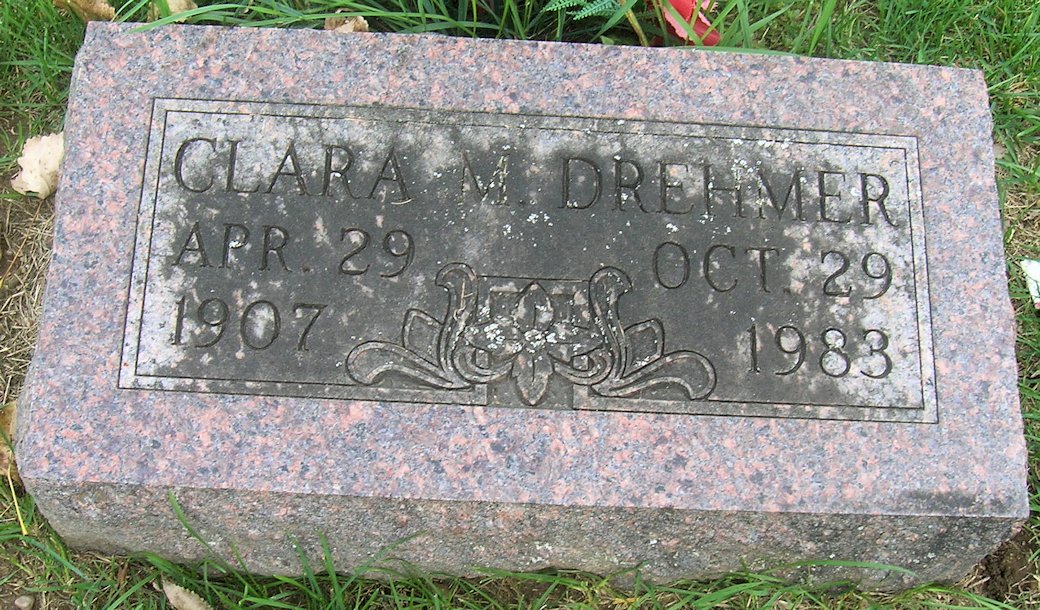 CLARA M. DREHMER
APR. 29 OCT. 29
1907 1983